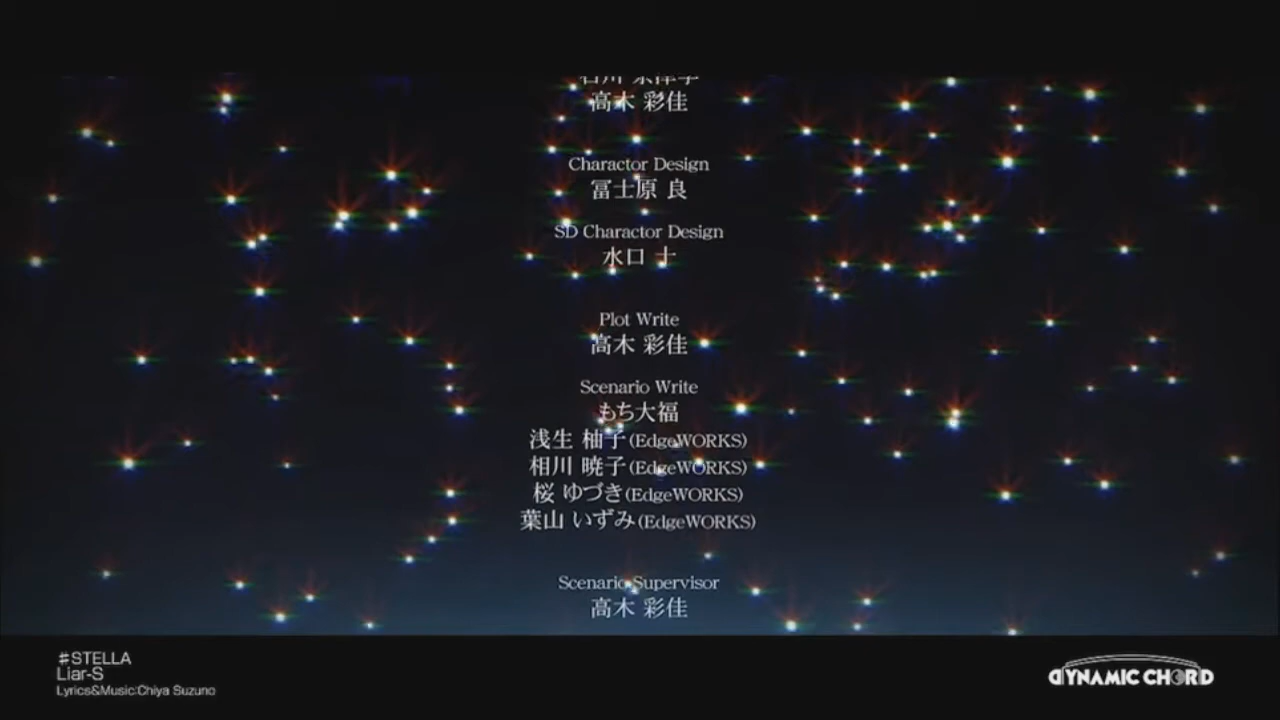 高木 彩佳
Charactor Design
冨士原 良
SD Charactor Design
水口 十
Plot Write
高木 彩佳
Scenario Write
もち大福
浅生 柚子(EdgeWORKS)
相川 暁子(EdgeWORKS)
桜 ゆづき(EdgeWORKS)
葉山 いずみ(EdgeWORKS)
Scenario Supervisor
高木 彩佳
#STELLA
Liar-S
Lyrics&Music:Chiya Suzuno
DYNAMIC CHORD